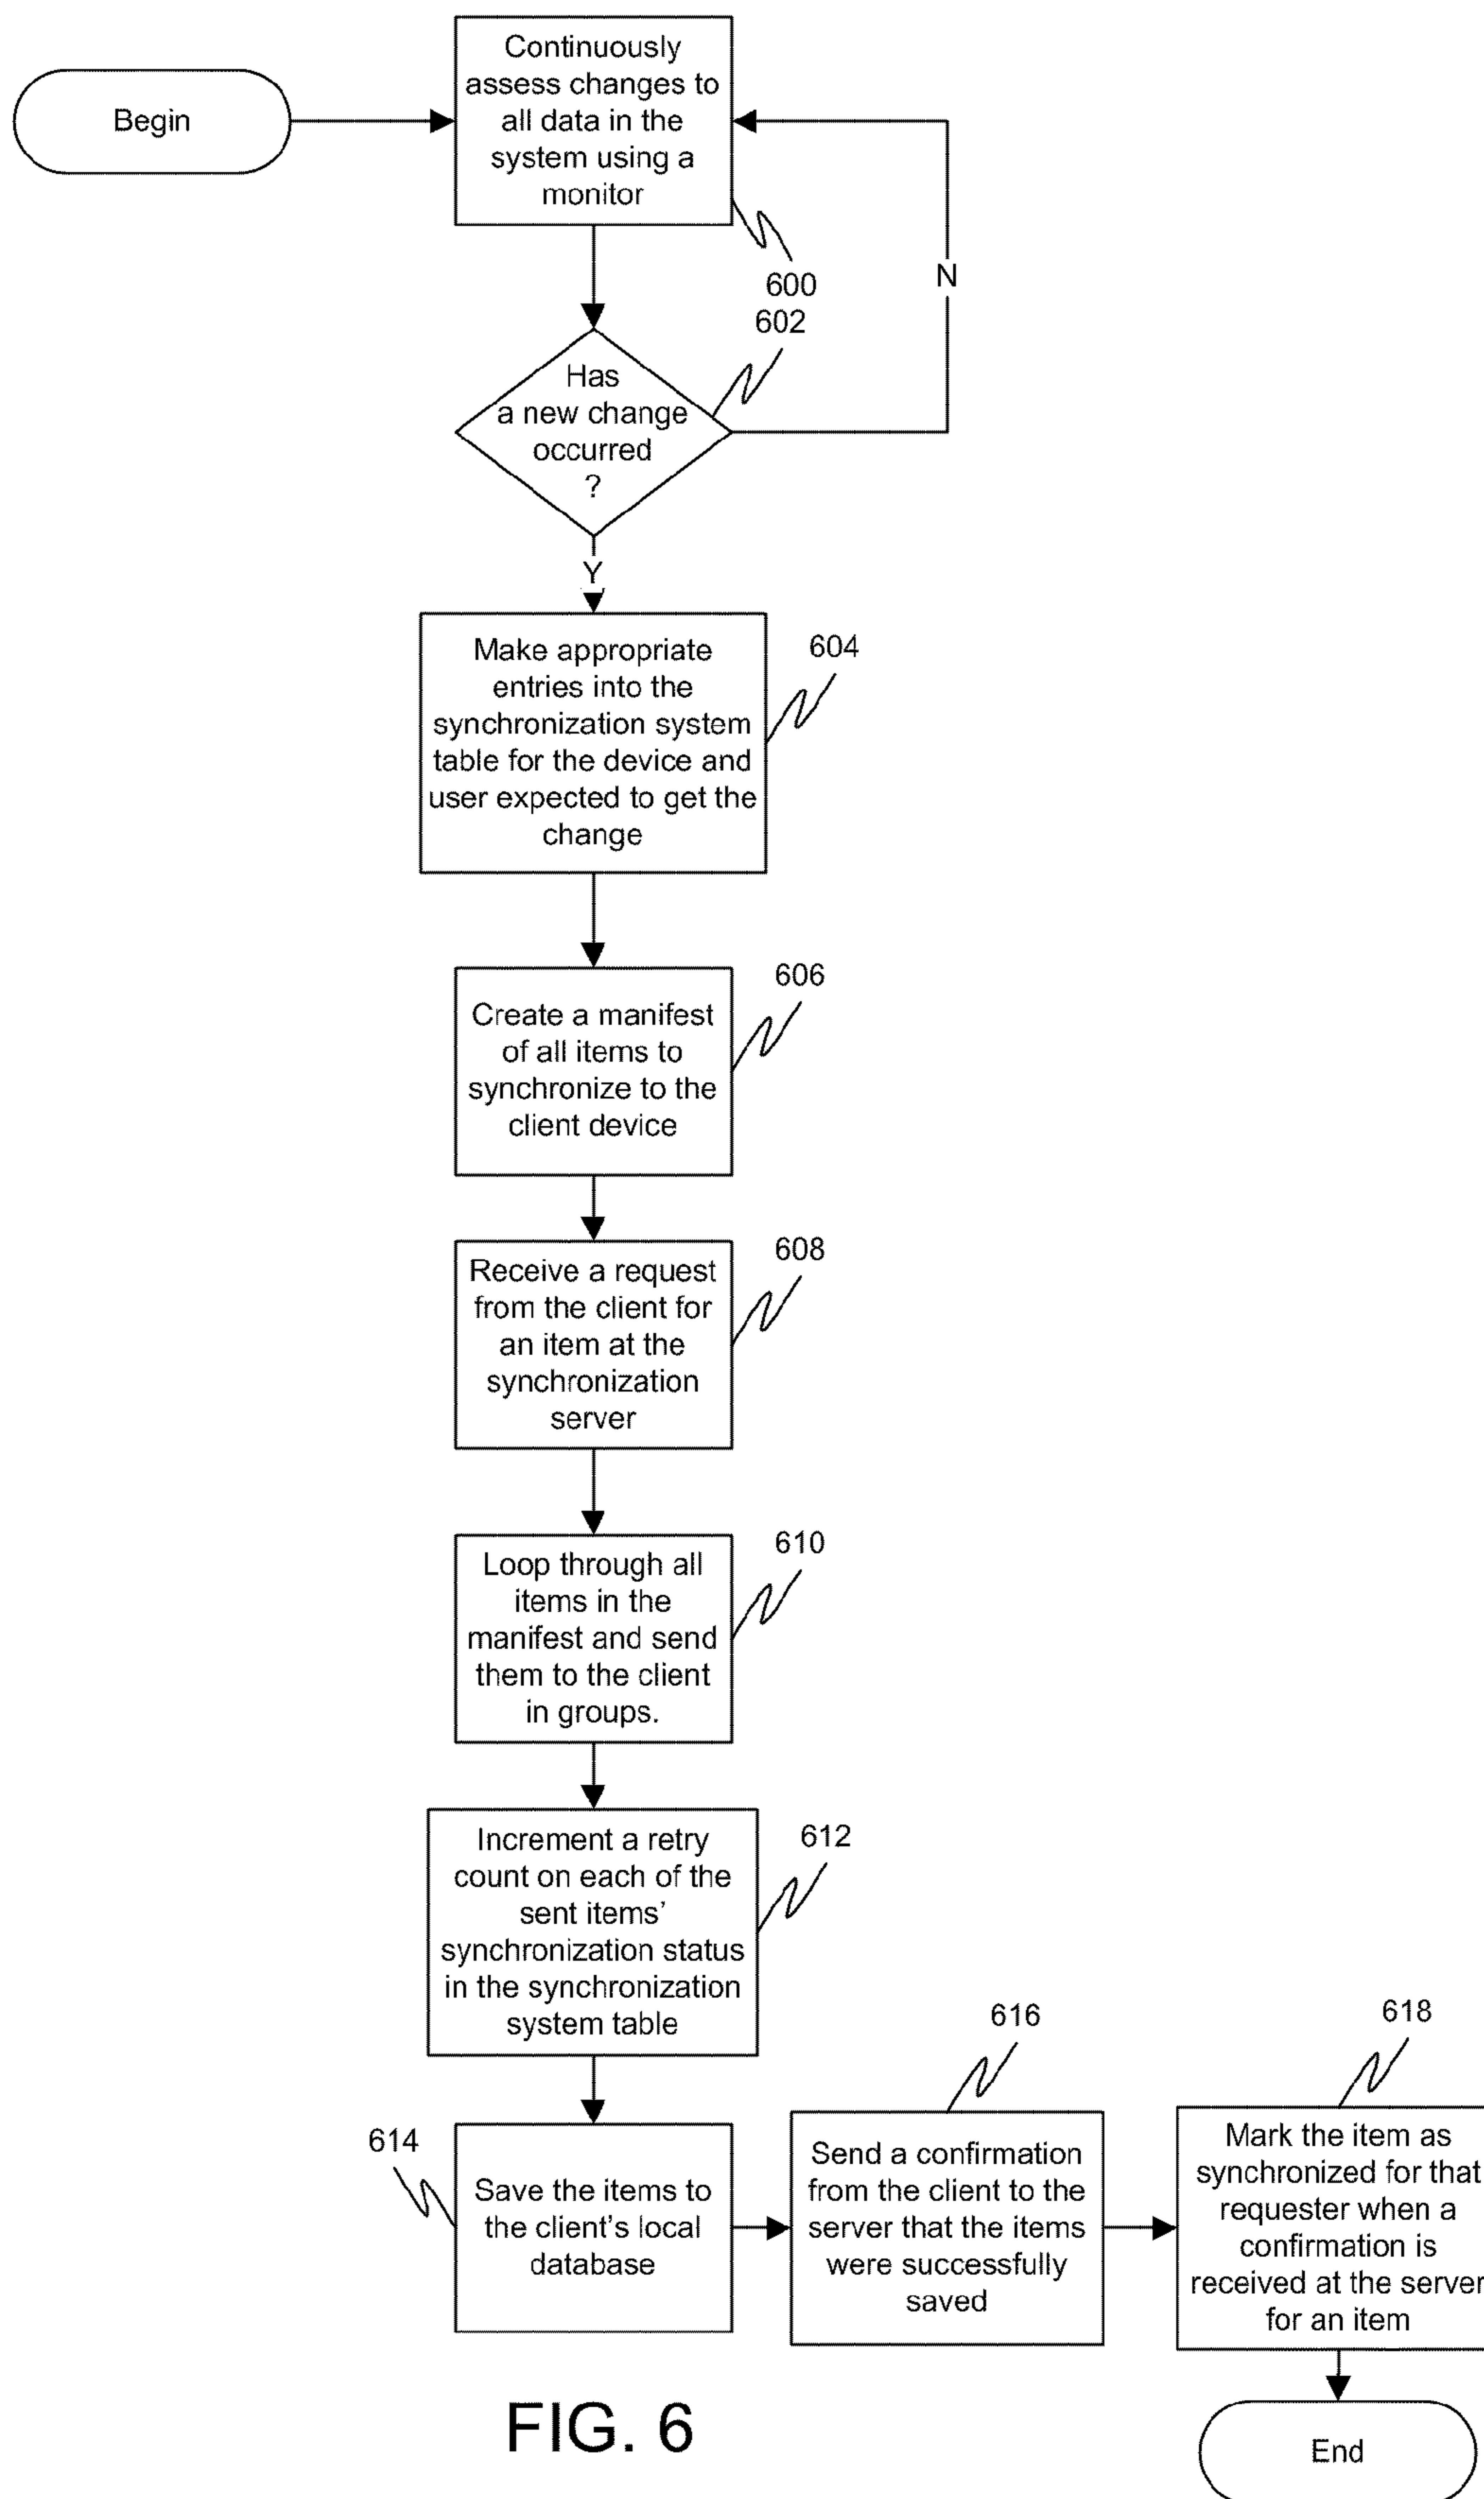 Begin
Continuously
assess changes to
all data in the
system using a
monitor
600
602
N
Has
a new change
occurred
?
Y
Make appropriate
entries into the
synchronization system
table for the device and
user expected to get the
change
604
Create a manifest
of all items to
synchronize to the
client device
606
Receive a request
from the client for
an item at the
synchronization
server
608
Loop through all
items in the
manifest and send
them to the client
in groups.
610
Increment a retry
count on each of the
sent items’
synchronization status
in the synchronization
system table
612
614
Save the items to
the client’s local
database
616
Send a confirmation
from the client to the
server that the items
were successfully
saved
618
Mark the item as
synchronized for that
requester when a
confirmation is
received at the server
for an item
End
FIG. 6